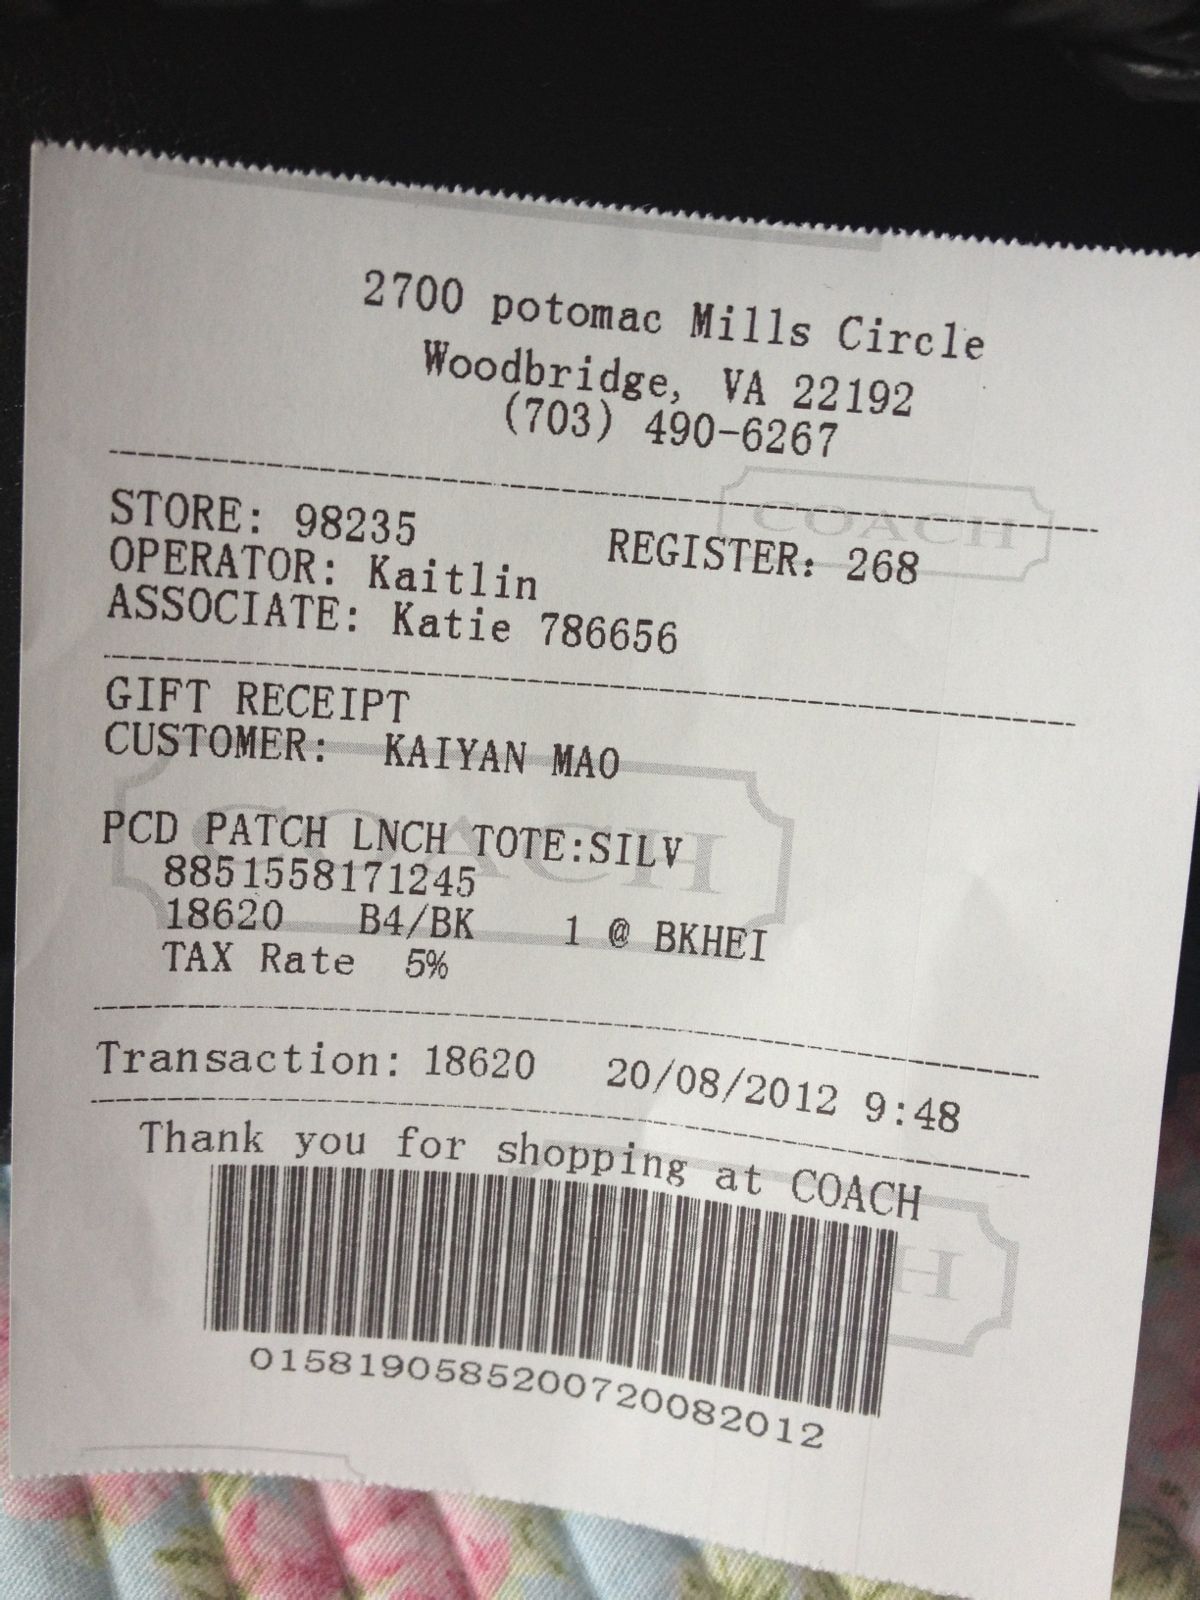 2700 potomac Mills Circle
Woodbridge, VA 22192
(703) 490-6267
COACH
STORE: 98235 REGISTER: 268
OPERATOR: Kaitlin
ASSOCIATE: Katie 786656
GIFT RECEIPT
CUSTOMER: KAIYAN MAO
COACH
PCD PATCH LNCH TOTE:SILV
8851558171245
18620 B4/BK 1 @ BKHEI
TAX Rate 5%
Transaction: 18620 20/08/2012 9:48
Thank you for shopping at COACH
0158190585200720082012